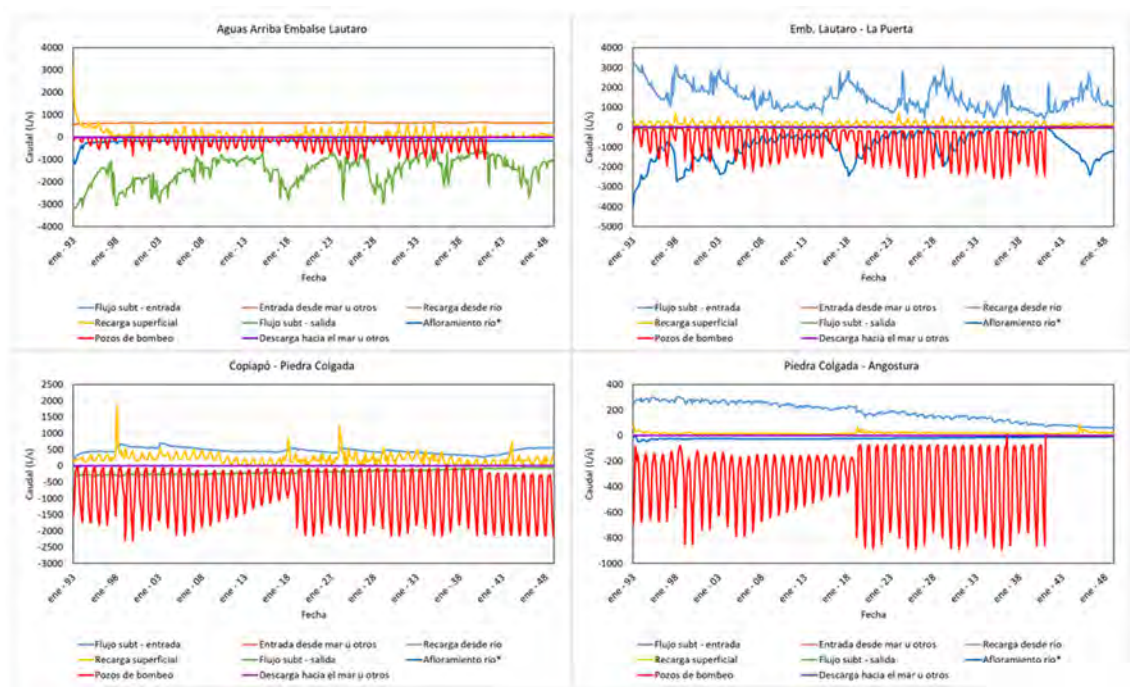 Aguas Arriba Embalse Lautaro
4000
3000
2000
1000
0
-1000
-2000
-3000
-4000
Caudal (L/s)
ene - 93 ene - 98 ene - 03 ene - 08 ene - 13 ene - 18 ene - 23 ene - 28 ene - 33 ene - 38 ene - 43 ene - 48
Fecha
Flujo subt - entrada Entrada desde mar u otros Recarga desde rio
Recarga superficial Flujo subt - salida Afloramiento rio*
Pozos de bombeo Descarga hacia el mar u otros
Emb. Lautaro - La Puerta
4000
3000
2000
1000
0
-1000
-2000
-3000
-4000
-5000
Caudal (L/s)
ene - 93 ene - 98 ene - 03 ene - 08 ene - 13 ene - 18 ene - 23 ene - 28 ene - 33 ene - 38 ene - 43 ene - 48
Fecha
Flujo subt - entrada Entrada desde mar u otros Recarga desde rio
Recarga superficial Flujo subt - salida Afloramiento rio*
Pozos de bombeo Descarga hacia el mar u otros
Copiapó - Piedra Colgada
2500
2000
1500
1000
500
0
-500
-1000
-1500
-2000
-2500
-3000
Caudal (L/s)
ene - 93 ene - 98 ene - 03 ene - 08 ene - 13 ene - 18 ene - 23 ene - 28 ene - 33 ene - 38 ene - 43 ene - 48
Fecha
Flujo subt - entrada Entrada desde mar u otros Recarga desde rio
Recarga superficial Flujo subt - salida Afloramiento rio*
Pozos de bombeo Descarga hacia el mar u otros
Piedra Colgada - Angostura
400
200
0
-200
-400
-600
-800
-1000
Caudal (L/s)
ene - 93 ene - 98 ene - 03 ene - 08 ene - 13 ene - 18 ene - 23 ene - 28 ene - 33 ene - 38 ene - 43 ene - 48
Fecha
Flujo subt - entrada Entrada desde mar u otros Recarga desde rio
Recarga superficial Flujo subt - salida Afloramiento rio*
Pozos de bombeo Descarga hacia el mar u otros